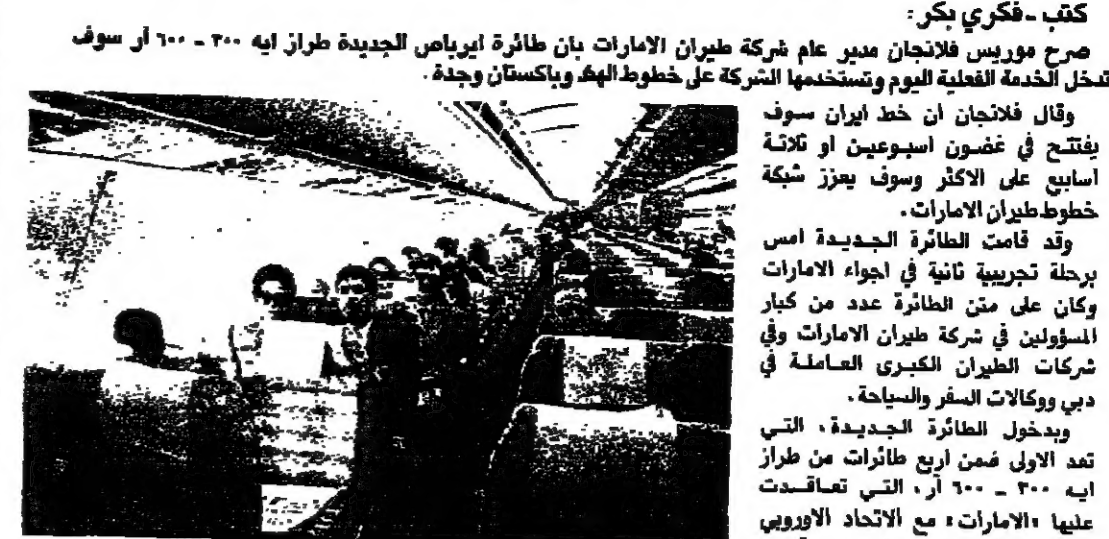 كتب - فكري بكر :
صرح موريس فلانجان مدير عام شركة طيران الامارات بان طائرة ايرباص الجديدة طراز ايه ٣٠٠ - ٦٠٠ آر سوف
تدخل الخدمة الفعلية اليوم وتستخدمها الشركة على خطوط الهند وباكستان وجدة .
وقال فلانجان ان خط ايران سوف
يفتتح في غضون اسبوعين او ثلاثة
اسابيع على الاكثر وسوف يعزز شبكة
خطوط طيران الامارات .
وقد قامت الطائرة الجديدة امس
برحلة تجريبية ثانية في اجواء الامارات
وكان على متن الطائرة عدد من كبار
المسؤولين في شركة طيران الامارات وفي
شركات الطيران الكبرى العاملة في
دبي ووكالات السفر والسياحة .
وبدخول الطائرة الجديدة ، التي
تعد الاولى ضمن اربع طائرات من طراز
ايه ٣٠٠ - ٦٠٠ آر ، التي تعاقدت
عليها «الامارات» مع الاتحاد الاوروبي